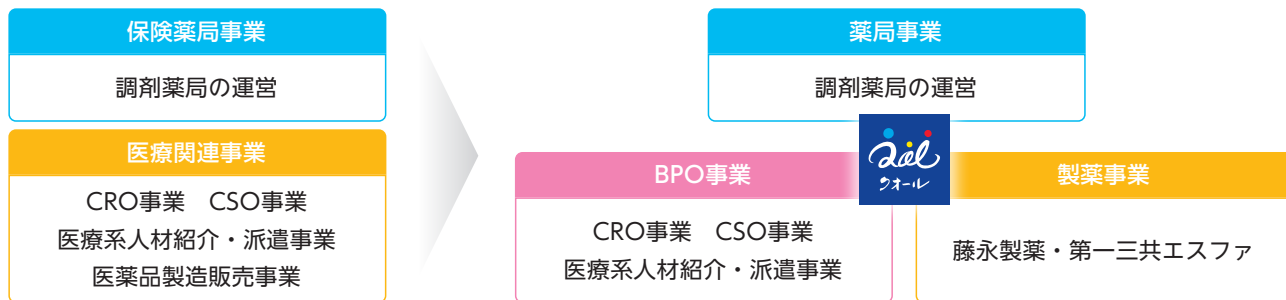 保険薬局事業
調剤薬局の運営
医療関連事業
CRO事業　CSO事業
医療系人材紹介・派遣事業
医薬品製造販売事業
薬局事業
調剤薬局の運営
Qol
クオール
BPO事業
CRO事業　CSO事業
医療系人材紹介・派遣事業
製薬事業
藤永製薬・第一三共エスファ